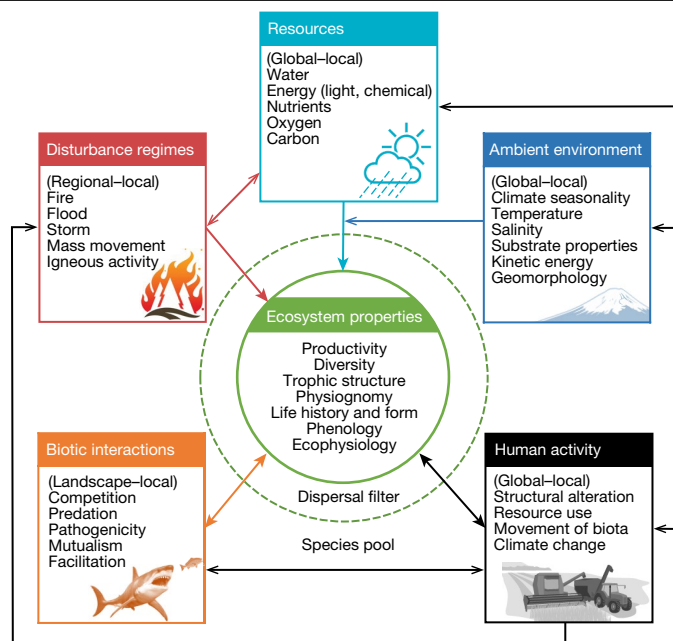 Resources
(Global–local)
Water
Energy (light, chemical)
Nutrients
Oxygen
Carbon
Disturbance regimes
(Regional–local)
Fire
Flood
Storm
Mass movement
Igneous activity
Ambient environment
(Global–local)
Climate seasonality
Temperature
Salinity
Substrate properties
Kinetic energy
Geomorphology
Ecosystem properties
Productivity
Diversity
Trophic structure
Physiognomy
Life history and form
Phenology
Ecophysiology
Biotic interactions
(Landscape–local)
Competition
Predation
Pathogenicity
Mutualism
Facilitation
Dispersal filter
Species pool
Human activity
(Global–local)
Structural alteration
Resource use
Movement of biota
Climate change